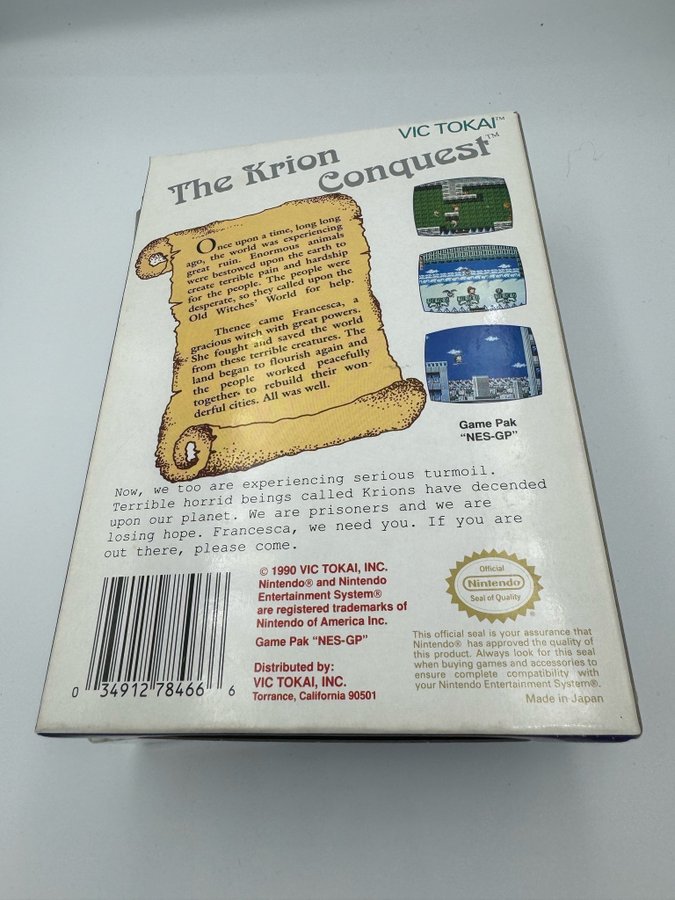 VIC TOKAI™
The Krion
Conquest™
Once upon a time, long long
ago, the world was experiencing
great ruin. Enormous animals
were bestowed upon the earth to
create terrible pain and hardship
for the people. The people were
desperate, so they called upon the
Old Witches' World for help.
Thence came Francesca, a
gracious witch with great powers.
She fought and saved the world
from these terrible creatures. The
land began to flourish again and
the people worked peacefully
together, to rebuild their won-
derful cities. All was well.
Game Pak
"NES-GP"
Now, we too are experiencing serious turmoil.
Terrible horrid beings called Krions have decended
upon our planet. We are prisoners and we are
losing hope. Francesca, we need you. If you are
out there, please come.
© 1990 VIC TOKAI, INC.
Nintendo® and Nintendo
Entertainment System®
are registered trademarks of
Nintendo of America Inc.
Game Pak "NES-GP"
Distributed by:
VIC TOKAI, INC.
Torrance, California 90501
0 34912 78466 6
Official
Nintendo
Seal of Quality
This official seal is your assurance that
Nintendo® has approved the quality of
this product. Always look for this seal
when buying games and accessories to
ensure complete compatibility with
your Nintendo Entertainment System®.
Made in Japan